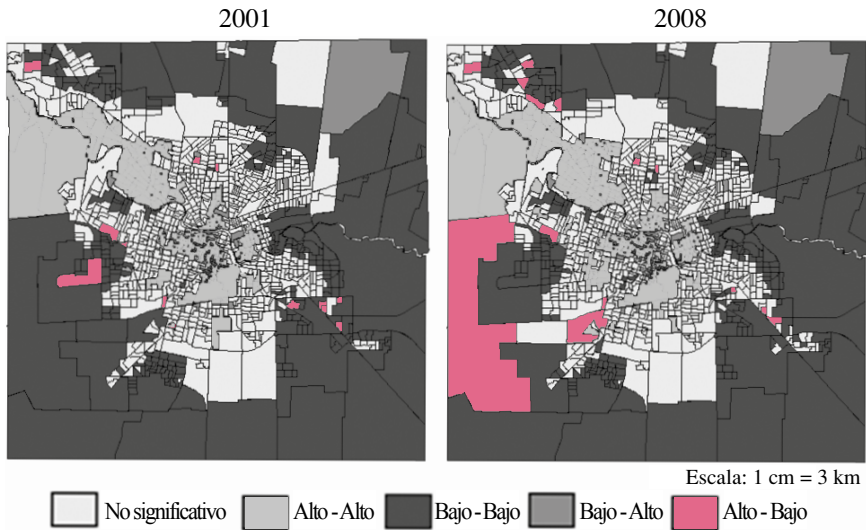 2001
2008
Escala: 1 cm = 3 km
No significativo
Alto - Alto
Bajo - Bajo
Bajo - Alto
Alto - Bajo